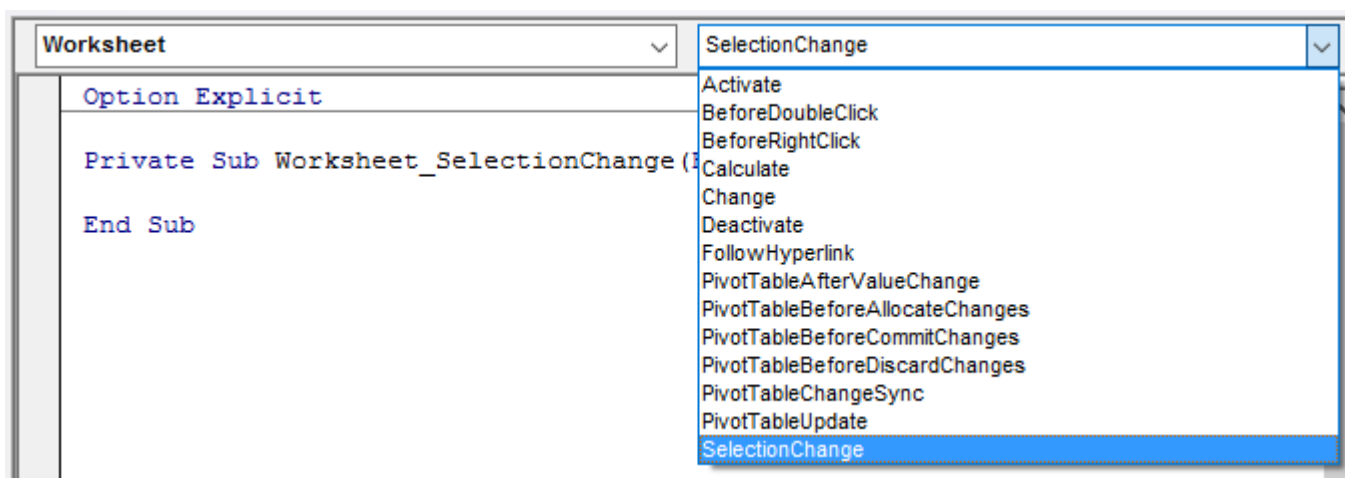 Worksheet
SelectionChange
Option Explicit
Private Sub Worksheet_SelectionChange(
End Sub
Activate
BeforeDoubleClick
BeforeRightClick
Calculate
Change
Deactivate
FollowHyperlink
PivotTableAfterValueChange
PivotTableBeforeAllocateChanges
PivotTableBeforeCommitChanges
PivotTableBeforeDiscardChanges
PivotTableChangeSync
PivotTableUpdate
SelectionChange